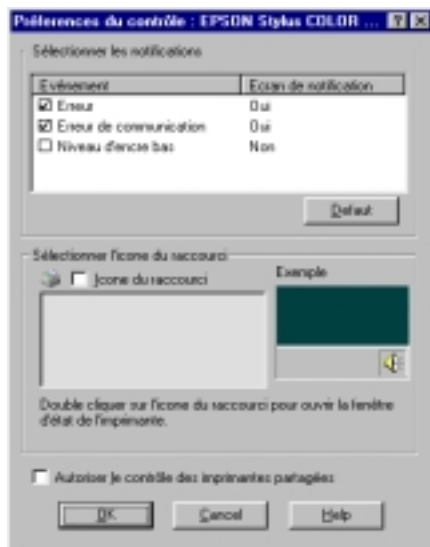 Préférences du contrôle : EPSON Stylus COLOR ...
Sélectionner les notifications
Evénement Ecran de notification
Erreur Oui
Erreur de communication Oui
Niveau d'encre bas Non
Défaut
Sélectionner l'icone du raccourci
Icone du raccourci
Exemple
Double cliquer sur l'icone du raccourci pour ouvrir la fenêtre
d'état de l'imprimante.
Autoriser le contrôle des imprimantes partagées
OK Cancel Help